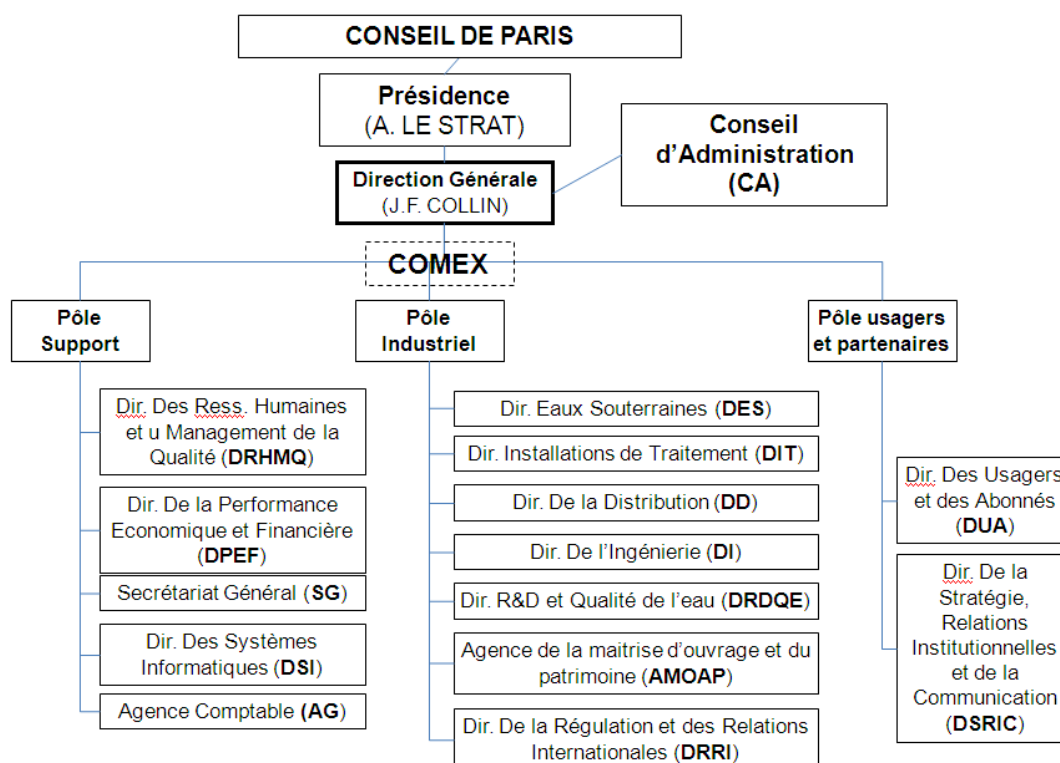 CONSEIL DE PARIS
Présidence
(A. LE STRAT)
Conseil
d’Administration
(CA)
Direction Générale
(J.F. COLLIN)
COMEX
Pôle
Support
Pôle
Industriel
Pôle usagers
et partenaires
Dir. Des Ress. Humaines
et u Management de la
Qualité (DRHMQ)
Dir. De la Performance
Economique et Financière
(DPEF)
Secrétariat Général (SG)
Dir. Des Systèmes
Informatiques (DSI)
Agence Comptable (AG)
Dir. Eaux Souterraines (DES)
Dir. Installations de Traitement (DIT)
Dir. De la Distribution (DD)
Dir. De l’Ingénierie (DI)
Dir. R&D et Qualité de l’eau (DRDQE)
Agence de la maitrise d’ouvrage et du
patrimoine (AMOAP)
Dir. De la Régulation et des Relations
Internationales (DRRI)
Dir. Des Usagers
et des Abonnés
(DUA)
Dir. De la
Stratégie,
Relations
Institutionnelles
et de la
Communication
(DSRIC)